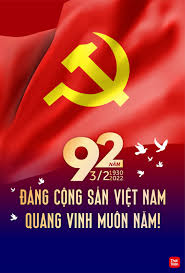 92
NĂM
3/2 1930
2022
ĐẢNG CỘNG SẢN VIỆT NAM
QUANG VINH MUÔN NĂM!